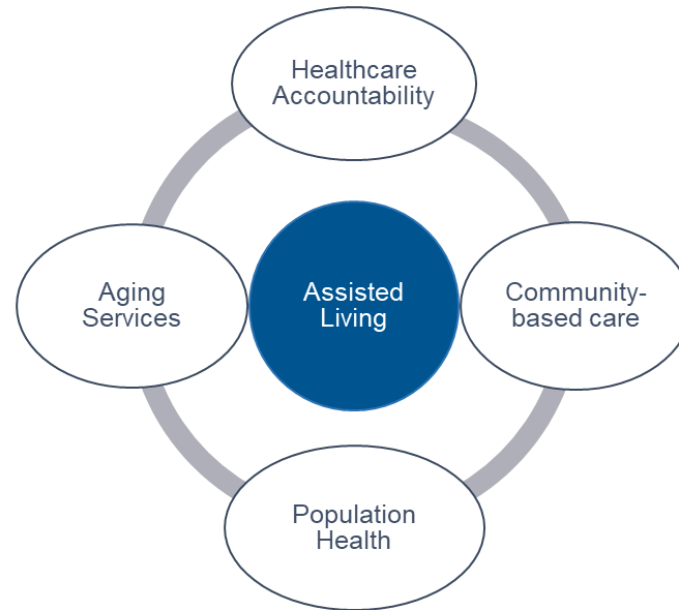 Healthcare
Accountability
Aging
Services
Assisted
Living
Community-
based care
Population
Health